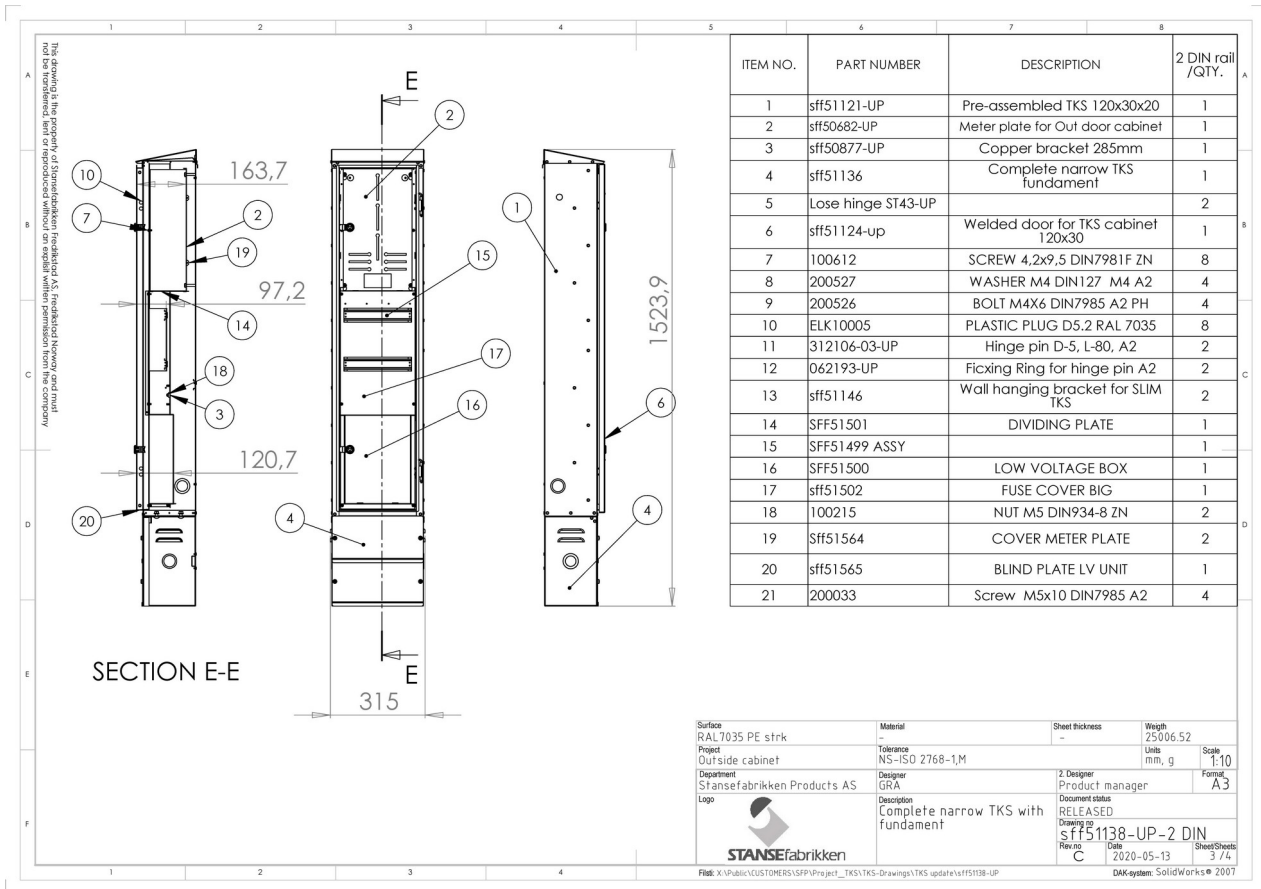 1 2 3 4 5 6 7 8
A
B
C
D
E
F
This drawing is the property of Stansefabrikken Fredrikstad AS, Fredrikstad Norway and must
not be transferred, lent or reproduced without an explisit written permission from the company
E
2
163,7
10
7
2
19
97,2
14
18
3
120,7
20
15
17
16
4
E
315
1
6
4
1523,9
SECTION E-E
ITEM NO. PART NUMBER DESCRIPTION 2 DIN rail
/QTY.
1 sff51121-UP Pre-assembled TKS 120x30x20 1
2 sff50682-UP Meter plate for Out door cabinet 1
3 sff50877-UP Copper bracket 285mm 1
4 sff51136 Complete narrow TKS
fundament 1
5 Lose hinge ST43-UP 2
6 sff51124-up Welded door for TKS cabinet
120x30 1
7 100612 SCREW 4,2x9,5 DIN7981F ZN 8
8 200527 WASHER M4 DIN127 M4 A2 4
9 200526 BOLT M4X6 DIN7985 A2 PH 4
10 ELK10005 PLASTIC PLUG D5.2 RAL 7035 8
11 312106-03-UP Hinge pin D-5, L-80, A2 2
12 062193-UP Ficxing Ring for hinge pin A2 2
13 sff51146 Wall hanging bracket for SLIM
TKS 2
14 SFF51501 DIVIDING PLATE 1
15 SFF51499 ASSY 1
16 SFF51500 LOW VOLTAGE BOX 1
17 sff51502 FUSE COVER BIG 1
18 100215 NUT M5 DIN934-8 ZN 2
19 Sff51564 COVER METER PLATE 2
20 sff51565 BLIND PLATE LV UNIT 1
21 200033 Screw M5x10 DIN7985 A2 4
Surface Material Sheet thickness Weigth
RAL7035 PE strk - - 25006.52
Project Tolerance Units Scale
Outside cabinet NS-ISO 2768-1,M mm, g 1:10
Department Designer 2. Designer Format
Stansefabrikken Products AS GRA Product manager A3
Logo Description Document status
Complete narrow TKS with
fundament
RELEASED
Drawing no
sff51138-UP-2 DIN
Rev.no Date Sheet/Sheets
C 2020-05-13 3 /4
STANSEfabrikken
Filsti: X:\Public\CUSTOMERS\SFP\Project_TKS\TKS-Drawings\TKS update\sff51138-UP DAK-system: SolidWorks® 2007
1 2 3 4
A
B
C
D